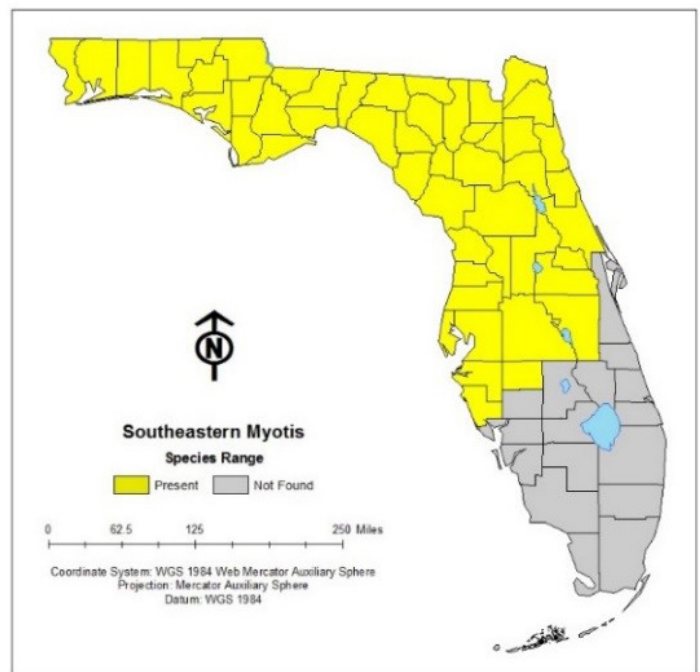 N
Southeastern Myotis
Species Range
Present Not Found
0 62.5 125 250 Miles
Coordinate System: WGS 1984 Web Mercator Auxiliary Sphere
Projection: Mercator Auxiliary Sphere
Datum: WGS 1984